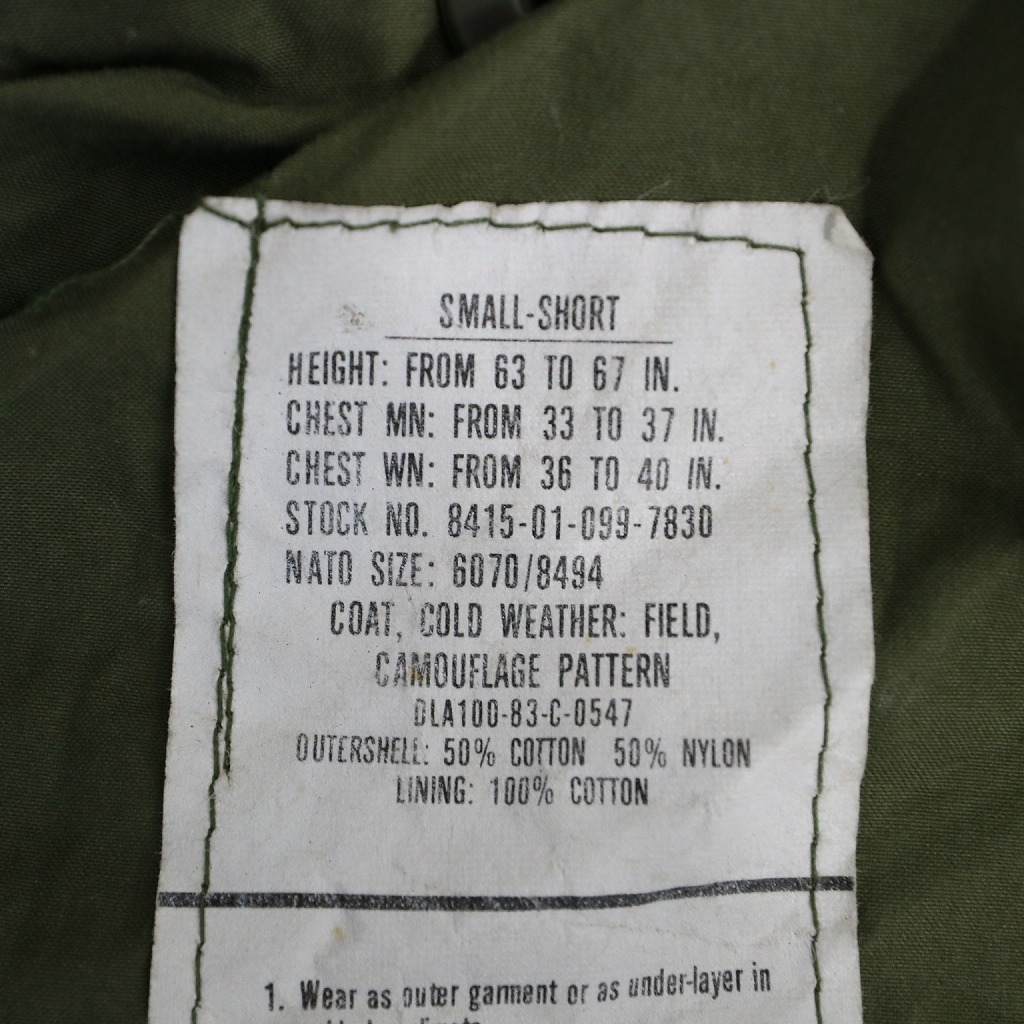 SMALL-SHORT
HEIGHT: FROM 63 TO 67 IN.
CHEST MN: FROM 33 TO 37 IN.
CHEST WN: FROM 36 TO 40 IN.
STOCK NO. 8415-01-099-7830
NATO SIZE: 6070/8494
COAT, COLD WEATHER: FIELD,
CAMOUFLAGE PATTERN
DLA100-83-C-0547
OUTERSHELL: 50% COTTON 50% NYLON
LINING: 100% COTTON
1. Wear as outer garment or as under-layer in